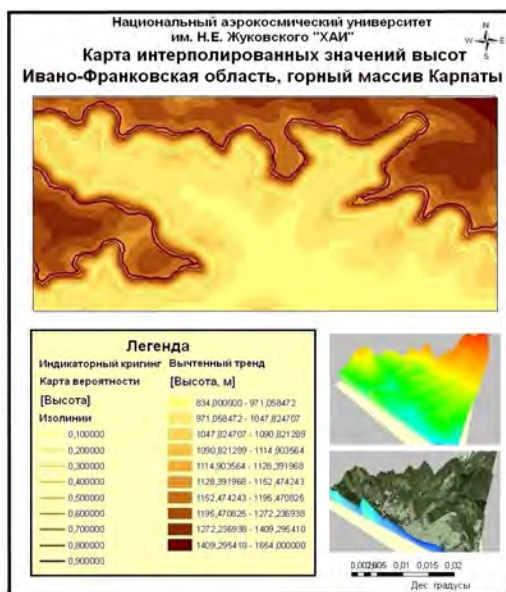 Национальный аэрокосмический университет
им. Н.Е. Жуковского "ХАИ"
N
W E
S
Карта интерполированных значений высот
Ивано-Франковская область, горный массив Карпаты
Легенда
Индикаторный кригинг
Карта вероятности
[Высота]
Изолинии
0,100000
0,200000
0,300000
0,400000
0,500000
0,600000
0,700000
0,800000
0,900000
Вычтенный тренд
[Высота, м]
834,000000 - 971,058472
971,058472 - 1047,824707
1047,824707 - 1090,821289
1090,821289 - 1114,903564
1114,903564 - 1128,391968
1128,391968 - 1152,474243
1152,474243 - 1195,470825
1195,470825 - 1272,236938
1272,236938 - 1409,295410
1409,295410 - 1654,000000
0,01 0,015 0,02
Дес. градусы